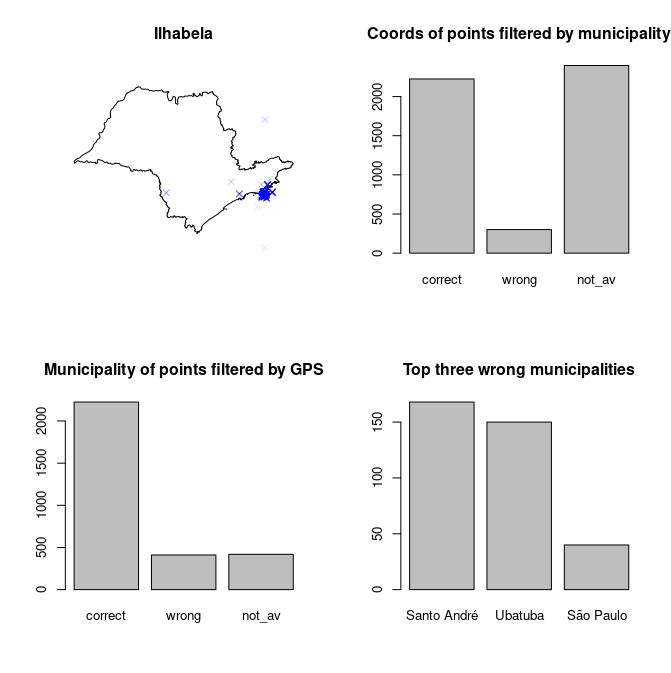 Ilhabela
Coords of points filtered by municipality
2000
1500
1000
500
0
correct wrong not_av
Municipality of points filtered by GPS
2000
1500
1000
500
0
correct wrong not_av
Top three wrong municipalities
150
100
50
0
Santo André Ubatuba São Paulo